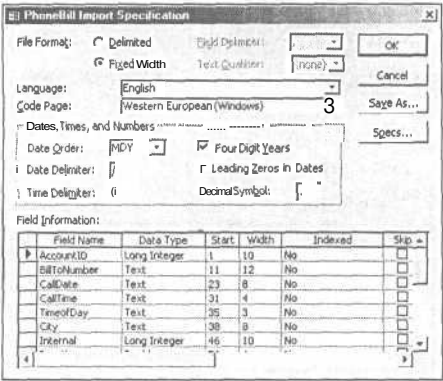 PhoneBill Import Specification
File Format: Delimited Field Delimiter: OK
Fixed Width Text Qualifier: {none}
Cancel
Language: English
Code Page: Western European (Windows) 3 Save As...
Dates, Times, and Numbers Specs...
Date Order: MDY Four Digit Years
Date Delimiter: / Leading Zeros in Dates
Time Delimiter: Decimal Symbol: .
Field Information:
Field Name Data Type Start Width Indexed Skip
AccountID Long Integer 1 10 No
BillToNumber Text 11 12 No
CallDate Text 23 8 No
CallTime Text 31 4 No
TimeofDay Text 35 3 No
City Text 38 8 No
Internal Long Integer 46 10 No